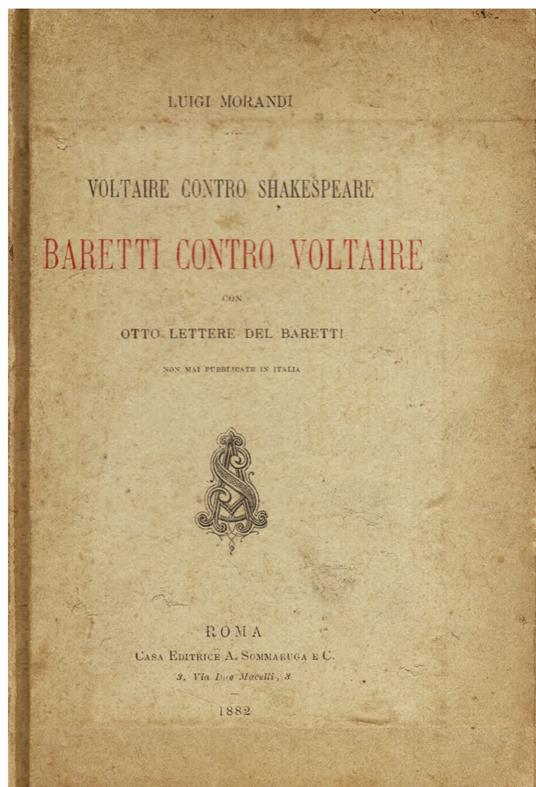 LUIGI MORANDI
VOLTAIRE CONTRO SHAKESPEARE
BARETTI CONTRO VOLTAIRE
CON
OTTO LETTERE DEL BARETTI
NON MAI PUBBLICATE IN ITALIA
ROMA
CASA EDITRICE A. SOMMARUGA E C.
3, Via Due Macelli, 3
1882